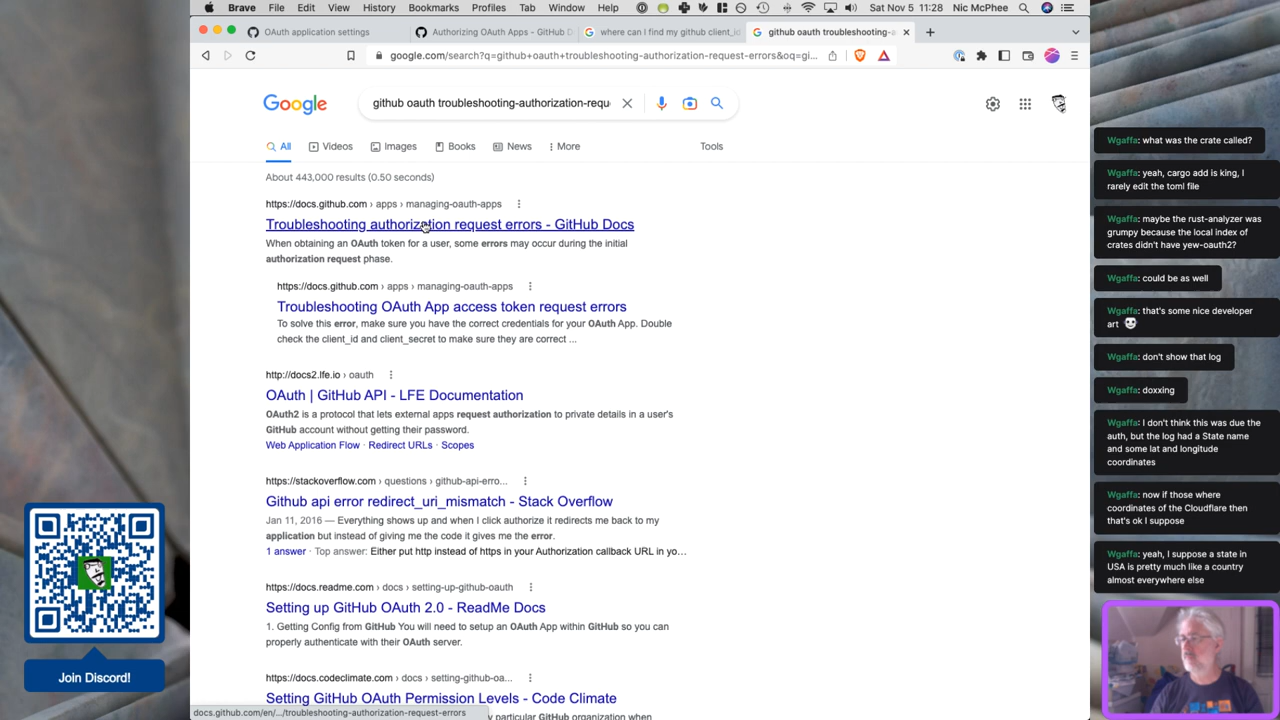 Brave File Edit View History Bookmarks Profiles Tab Window Help Sat Nov 5 11:28 Nic McPhee
OAuth application settings
Authorizing OAuth Apps - GitHub D
where can I find my github client_id
github oauth troubleshooting-a
google.com/search?q=github+oauth+troubleshooting-authorization-request-errors&oq=gi...
Google
github oauth troubleshooting-authorization-requ
All Videos Images Books News More Tools
About 443,000 results (0.50 seconds)
https://docs.github.com › apps › managing-oauth-apps
Troubleshooting authorization request errors - GitHub Docs
When obtaining an OAuth token for a user, some errors may occur during the initial
authorization request phase.
https://docs.github.com › apps › managing-oauth-apps
Troubleshooting OAuth App access token request errors
To solve this error, make sure you have the correct credentials for your OAuth App. Double
check the client_id and client_secret to make sure they are correct ...
http://docs2.lfe.io › oauth
OAuth | GitHub API - LFE Documentation
OAuth2 is a protocol that lets external apps request authorization to private details in a user's
GitHub account without getting their password.
Web Application Flow · Redirect URLs · Scopes
https://stackoverflow.com › questions › github-api-erro...
Github api error redirect_uri_mismatch - Stack Overflow
Jan 11, 2016 — Everything shows up and when I click authorize it redirects me back to my
application but instead of giving me the code it gives me the error.
1 answer · Top answer: Either put http instead of https in your Authorization callback URL in yo...
https://docs.readme.com › docs › setting-up-github-oauth
Setting up GitHub OAuth 2.0 - ReadMe Docs
1. Getting Config from GitHub You will need to setup an OAuth App within GitHub so you can
properly authenticate with their OAuth server.
https://docs.codeclimate.com › docs › setting-github-oa...
Setting GitHub OAuth Permission Levels - Code Climate
particular GitHub organization when
docs.github.com/en/.../troubleshooting-authorization-request-errors
Join Discord!
Wgaffa: what was the crate called?
Wgaffa: yeah, cargo add is king, I
rarely edit the toml file
Wgaffa: maybe the rust-analyzer was
grumpy because the local index of
crates didn't have yew-oauth2?
Wgaffa: could be as well
Wgaffa: that's some nice developer
art
Wgaffa: don't show that log
Wgaffa: doxxing
Wgaffa: I don't think this was due the
auth, but the log had a State name
and some lat and longitude
coordinates
Wgaffa: now if those where
coordinates of the Cloudflare then
that's ok I suppose
Wgaffa: yeah, I suppose a state in
USA is pretty much like a country
almost everywhere else